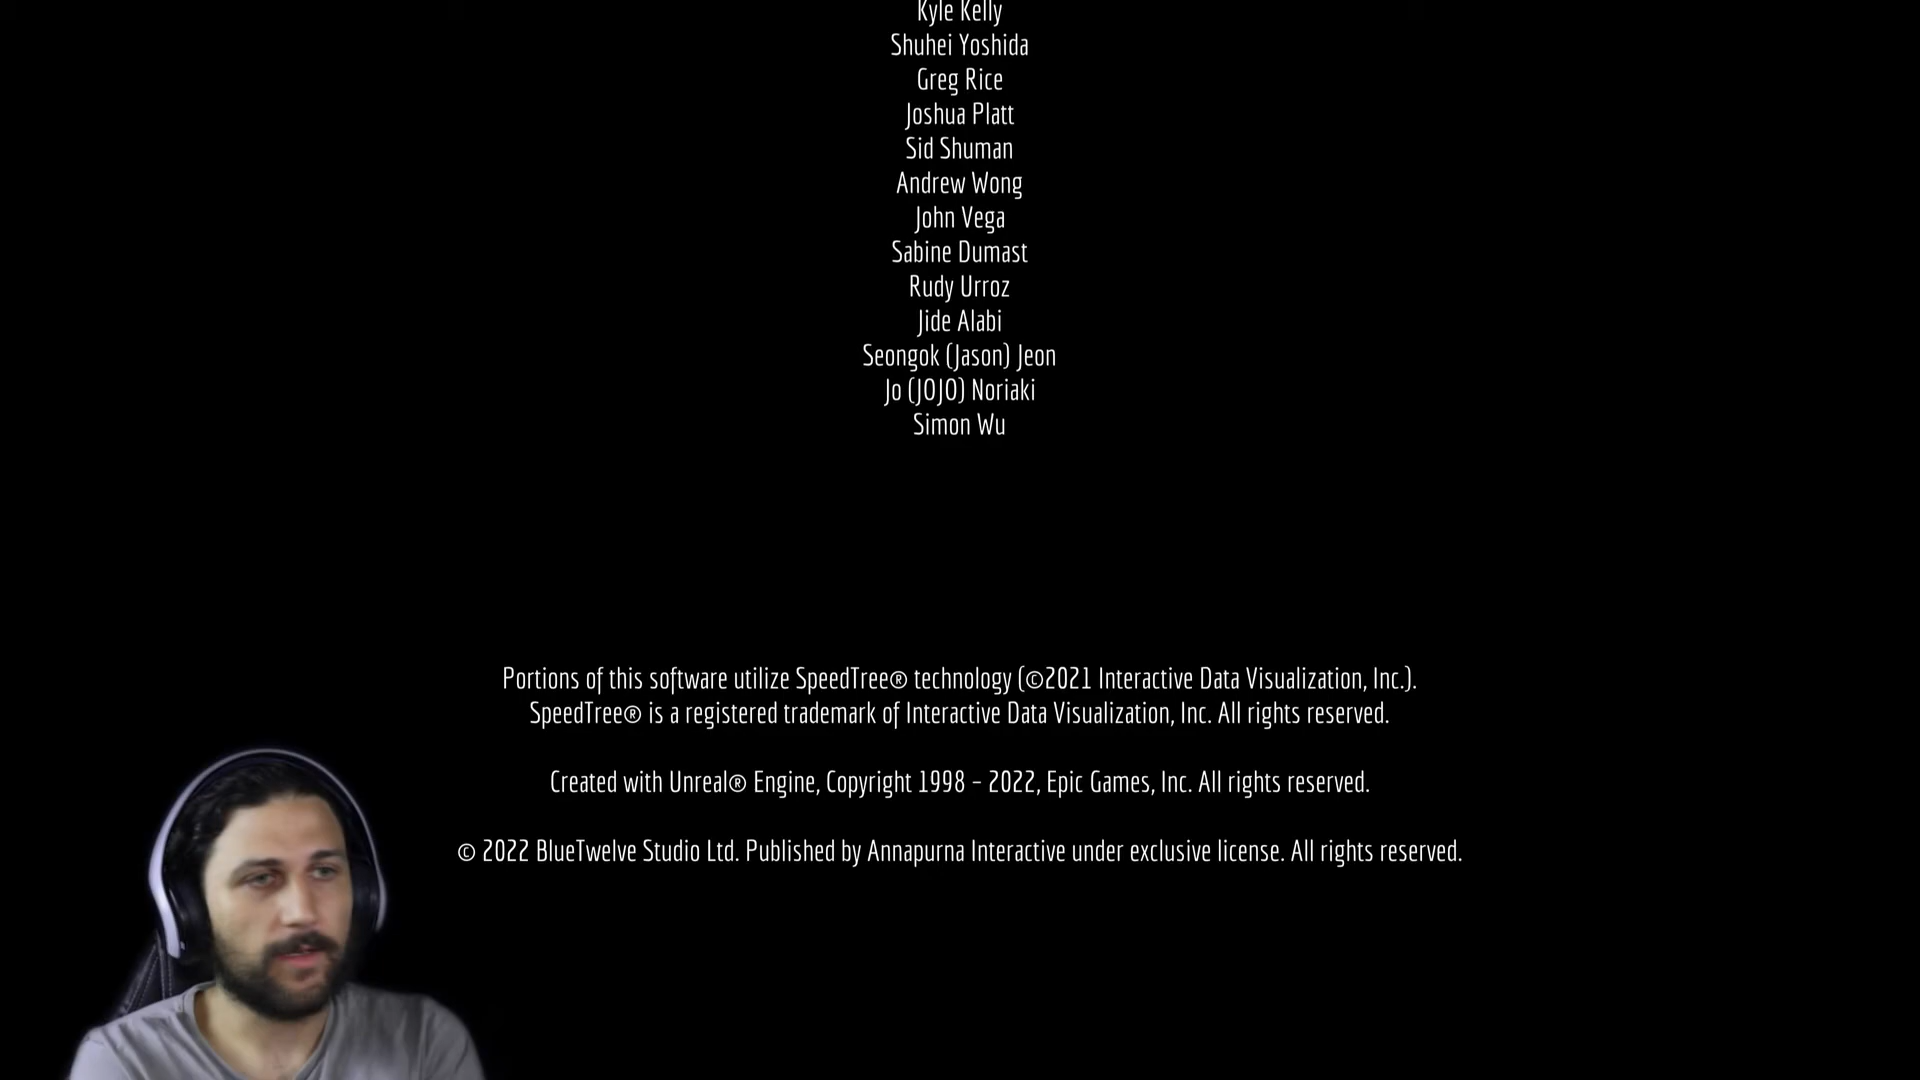 Kyle Kelly
Shuhei Yoshida
Greg Rice
Joshua Platt
Sid Shuman
Andrew Wong
John Vega
Sabine Dumast
Rudy Urroz
Jide Alabi
Seongok (Jason) Jeon
Jo (JOJO) Noriaki
Simon Wu
Portions of this software utilize SpeedTree® technology (©2021 Interactive Data Visualization, Inc.).
SpeedTree® is a registered trademark of Interactive Data Visualization, Inc. All rights reserved.
Created with Unreal® Engine, Copyright 1998 – 2022, Epic Games, Inc. All rights reserved.
© 2022 BlueTwelve Studio Ltd. Published by Annapurna Interactive under exclusive license. All rights reserved.